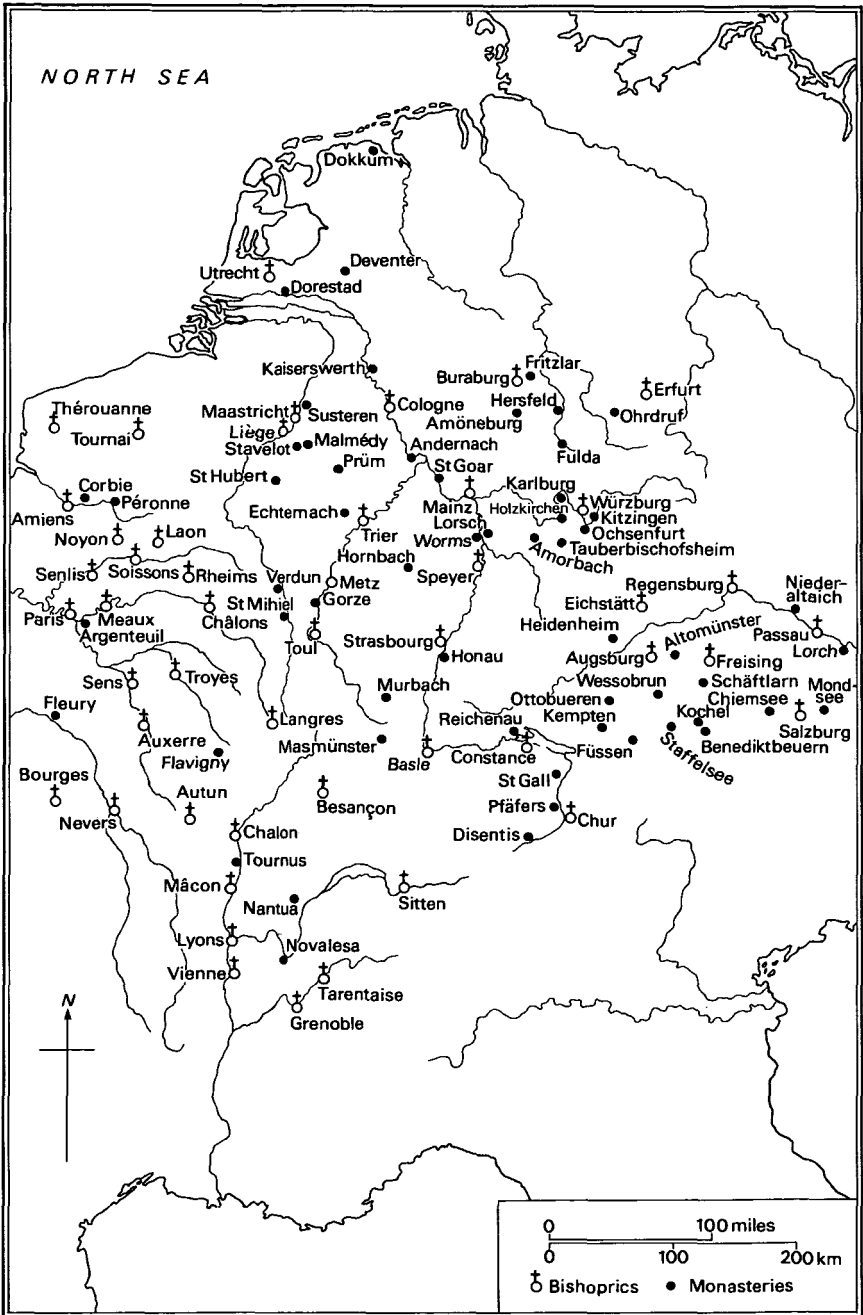 NORTH SEA
Dokkum
Deventer
Utrecht
Dorestad
Kaiserswerth
Buraburg
Fritzlar
Erfurt
Thérouanne
Tournai
Maastricht
Susteren
Cologne
Hersfeld
Amöneburg
Ohrdruf
Liège
Malmédy
Stavelot
Andernach
Fulda
Prüm
St Hubert
St Goar
Corbie
Péronne
Amiens
Karlburg
Mainz
Holzkirchen
Würzburg
Kitzingen
Echternach
Trier
Lorsch
Ochsenfurt
Noyon
Laon
Worms
Amorbach
Tauberbischofsheim
Hornbach
Speyer
Senlis
Soissons
Rheims
Verdun
Metz
Regensburg
Nieder-
altaich
Paris
Meaux
Argenteuil
Châlons
St Mihiel
Gorze
Eichstätt
Heidenheim
Passau
Toul
Strasbourg
Honau
Altomünster
Lorch
Augsburg
Freising
Sens
Troyes
Wessobrun
Schäftlarn
Murbach
Ottobueren
Chiemsee
Mond-
see
Fleury
Langres
Reichenau
Kempten
Kochel
Salzburg
Auxerre
Masmünster
Basle
Constance
Füssen
Staffelsee
Benediktbeuern
Flavigny
Bourges
Autun
Besançon
St Gall
Nevers
Pfäfers
Chur
Chalon
Disentis
Tournus
Mâcon
Sitten
Nantua
Lyons
Novalesa
Vienne
Tarentaise
Grenoble
N
0 100 miles
0 100 200 km
Bishoprics Monasteries